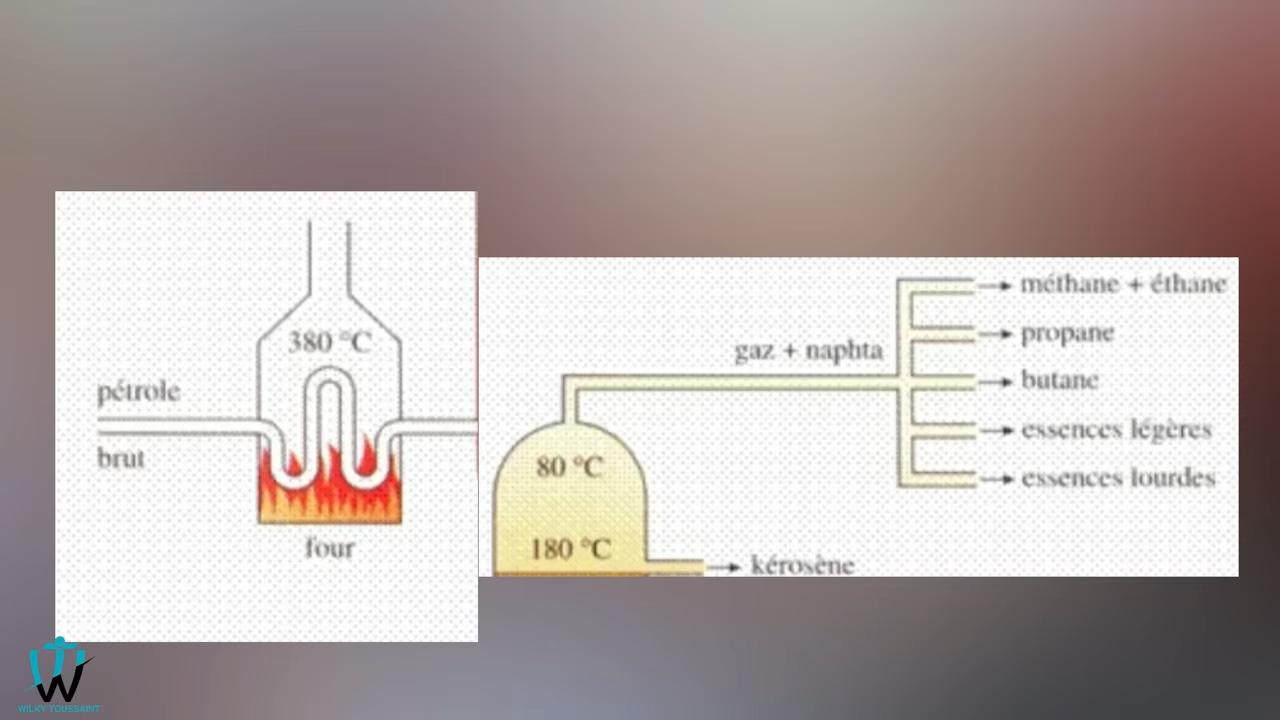 380 °C
pétrole
brut
four
gaz + naphta
80 °C
180 °C
kérosène
méthane + éthane
propane
butane
essences légères
essences lourdes
WILKY TOUSSAINT